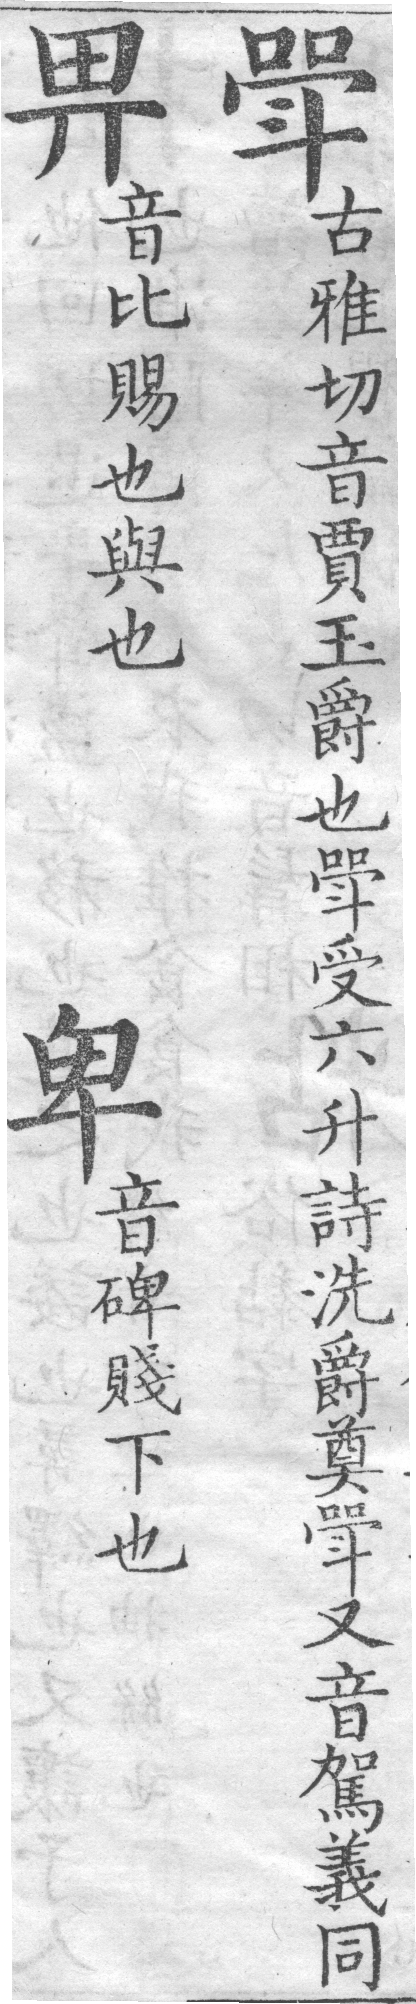 斝
古雅切音賈玉爵也斝受六升詩洗爵奠斝又音駕義同
畀
音比賜也與也
卑
音碑賤下也